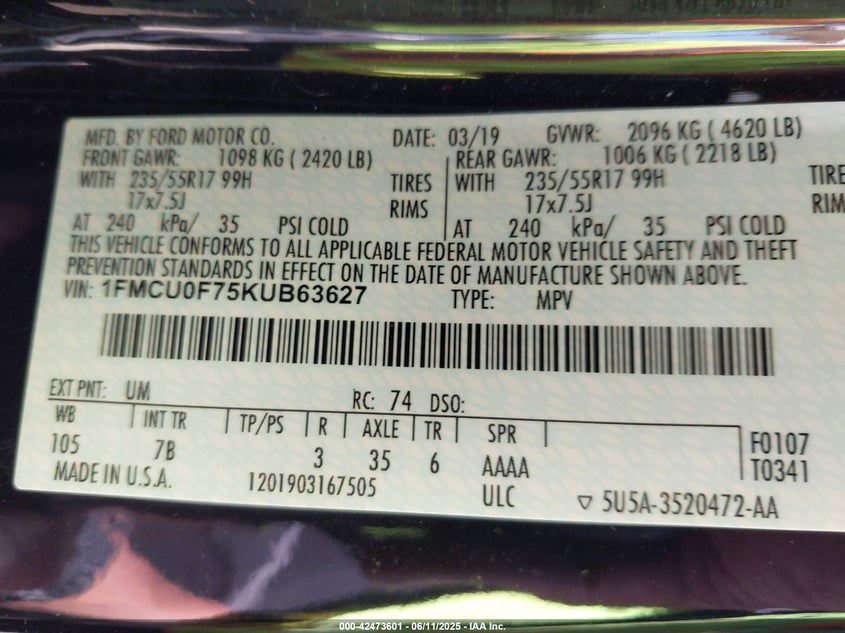 MFD. BY FORD MOTOR CO. DATE: 03/19 GVWR: 2096 KG ( 4620 LB)
FRONT GAWR: 1098 KG ( 2420 LB) REAR GAWR: 1006 KG ( 2218 LB)
WITH 235/55R17 99H TIRES WITH 235/55R17 99H TIRE
17x7.5J RIMS 17x7.5J RIM
AT 240 kPa/ 35 PSI COLD AT 240 kPa/ 35 PSI COLD
THIS VEHICLE CONFORMS TO ALL APPLICABLE FEDERAL MOTOR VEHICLE SAFETY AND THEFT
PREVENTION STANDARDS IN EFFECT ON THE DATE OF MANUFACTURE SHOWN ABOVE.
VIN: 1FMCU0F75KUB63627 TYPE: MPV
EXT PNT: UM RC: 74 DSO:
WB INT TR TP/PS R AXLE TR SPR F0107
105 7B 3 35 6 AAAA T0341
MADE IN U.S.A. 1201903167505 ULC 5U5A-3520472-AA
000-42473601 - 06/11/2025 - IAA Inc.